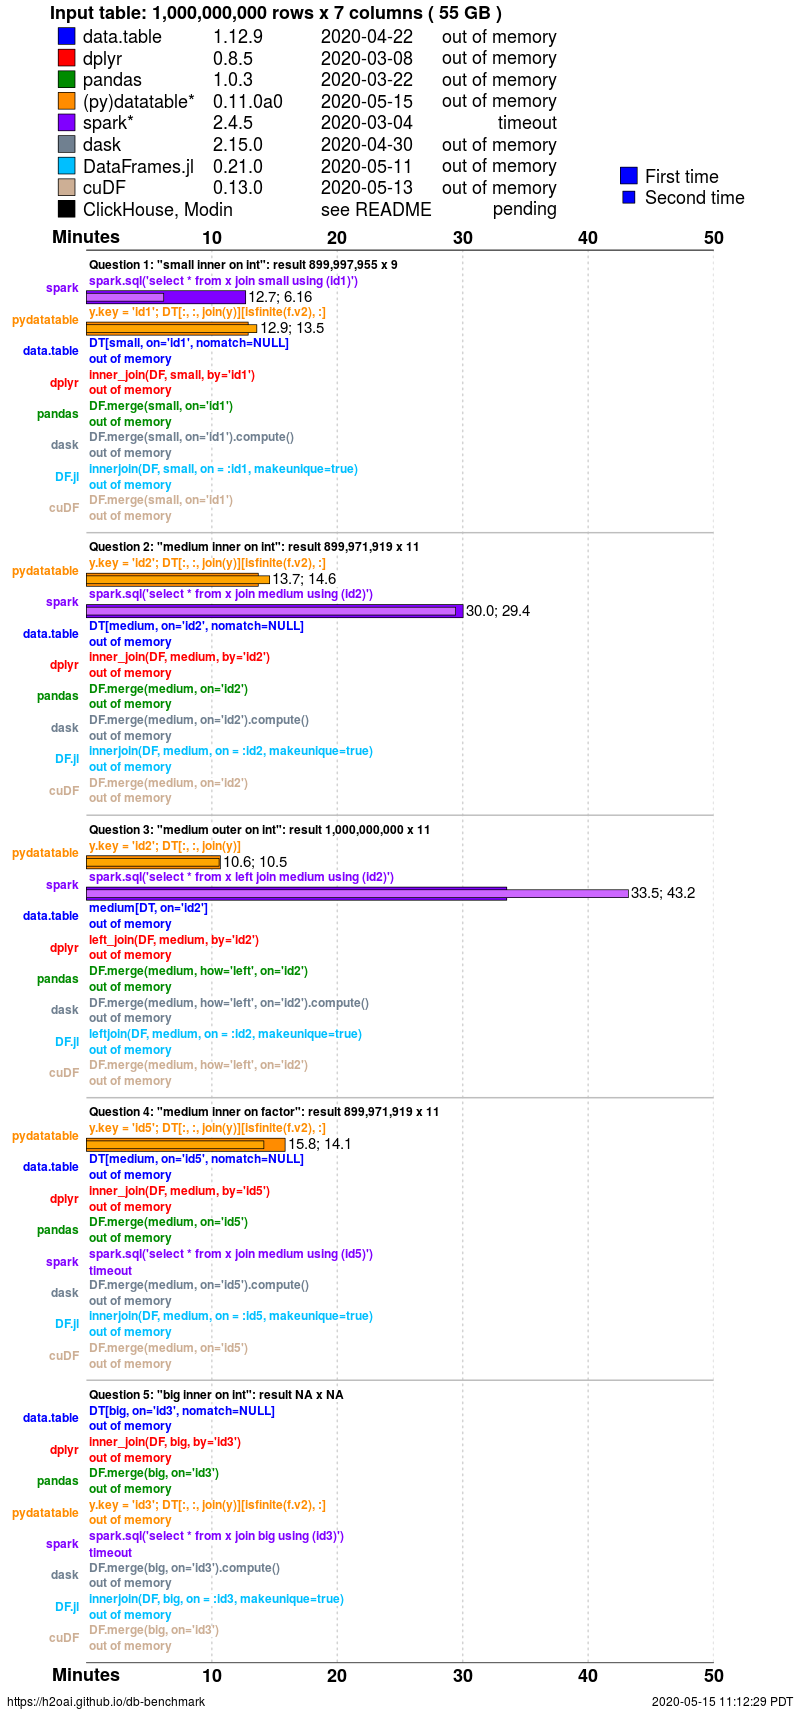 Input table: 1,000,000,000 rows x 7 columns ( 55 GB )
data.table 1.12.9 2020-04-22 out of memory
dplyr 0.8.5 2020-03-08 out of memory
pandas 1.0.3 2020-03-22 out of memory
(py)datatable* 0.11.0a0 2020-05-15 out of memory
spark* 2.4.5 2020-03-04 timeout
dask 2.15.0 2020-04-30 out of memory
DataFrames.jl 0.21.0 2020-05-11 out of memory
cuDF 0.13.0 2020-05-13 out of memory
ClickHouse, Modin see README pending
First time
Second time
Minutes 10 20 30 40 50
Question 1: "small inner on int": result 899,997,955 x 9
spark spark.sql('select * from x join small using (id1)')
12.7; 6.16
pydatatable y.key = 'id1'; DT[:, :, join(y)][isfinite(f.v2), :]
12.9; 13.5
data.table DT[small, on='id1', nomatch=NULL]
out of memory
dplyr inner_join(DF, small, by='id1')
out of memory
pandas DF.merge(small, on='id1')
out of memory
dask DF.merge(small, on='id1').compute()
out of memory
DF.jl innerjoin(DF, small, on = :id1, makeunique=true)
out of memory
cuDF DF.merge(small, on='id1')
out of memory
Question 2: "medium inner on int": result 899,971,919 x 11
pydatatable y.key = 'id2'; DT[:, :, join(y)][isfinite(f.v2), :]
13.7; 14.6
spark spark.sql('select * from x join medium using (id2)')
30.0; 29.4
data.table DT[medium, on='id2', nomatch=NULL]
out of memory
dplyr inner_join(DF, medium, by='id2')
out of memory
pandas DF.merge(medium, on='id2')
out of memory
dask DF.merge(medium, on='id2').compute()
out of memory
DF.jl innerjoin(DF, medium, on = :id2, makeunique=true)
out of memory
cuDF DF.merge(medium, on='id2')
out of memory
Question 3: "medium outer on int": result 1,000,000,000 x 11
pydatatable y.key = 'id2'; DT[:, :, join(y)]
10.6; 10.5
spark spark.sql('select * from x left join medium using (id2)')
33.5; 43.2
data.table medium[DT, on='id2']
out of memory
dplyr left_join(DF, medium, by='id2')
out of memory
pandas DF.merge(medium, how='left', on='id2')
out of memory
dask DF.merge(medium, how='left', on='id2').compute()
out of memory
DF.jl leftjoin(DF, medium, on = :id2, makeunique=true)
out of memory
cuDF DF.merge(medium, how='left', on='id2')
out of memory
Question 4: "medium inner on factor": result 899,971,919 x 11
pydatatable y.key = 'id5'; DT[:, :, join(y)][isfinite(f.v2), :]
15.8; 14.1
data.table DT[medium, on='id5', nomatch=NULL]
out of memory
dplyr inner_join(DF, medium, by='id5')
out of memory
pandas DF.merge(medium, on='id5')
out of memory
spark spark.sql('select * from x join medium using (id5)')
timeout
dask DF.merge(medium, on='id5').compute()
out of memory
DF.jl innerjoin(DF, medium, on = :id5, makeunique=true)
out of memory
cuDF DF.merge(medium, on='id5')
out of memory
Question 5: "big inner on int": result NA x NA
data.table DT[big, on='id3', nomatch=NULL]
out of memory
dplyr inner_join(DF, big, by='id3')
out of memory
pandas DF.merge(big, on='id3')
out of memory
pydatatable y.key = 'id3'; DT[:, :, join(y)][isfinite(f.v2), :]
out of memory
spark spark.sql('select * from x join big using (id3)')
timeout
dask DF.merge(big, on='id3').compute()
out of memory
DF.jl innerjoin(DF, big, on = :id3, makeunique=true)
out of memory
cuDF DF.merge(big, on='id3')
out of memory
Minutes 10 20 30 40 50
https://h2oai.github.io/db-benchmark 2020-05-15 11:12:29 PDT